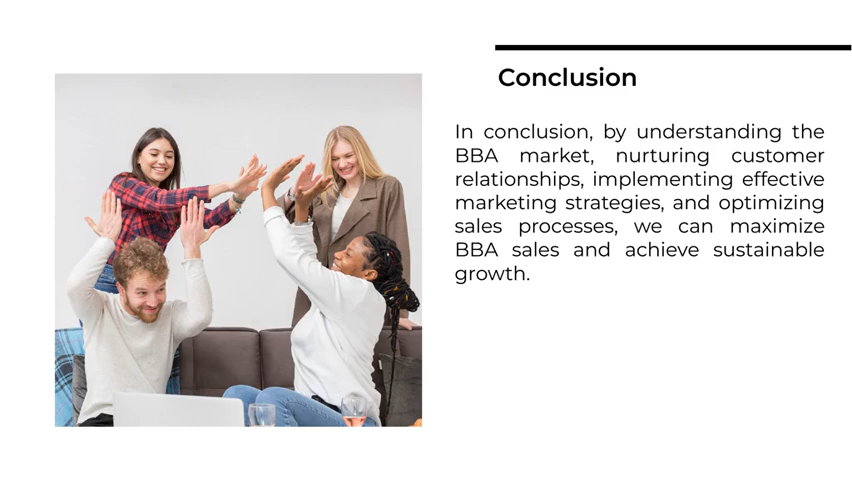 Conclusion
In conclusion, by understanding the
BBA market, nurturing customer
relationships, implementing effective
marketing strategies, and optimizing
sales processes, we can maximize
BBA sales and achieve sustainable
growth.